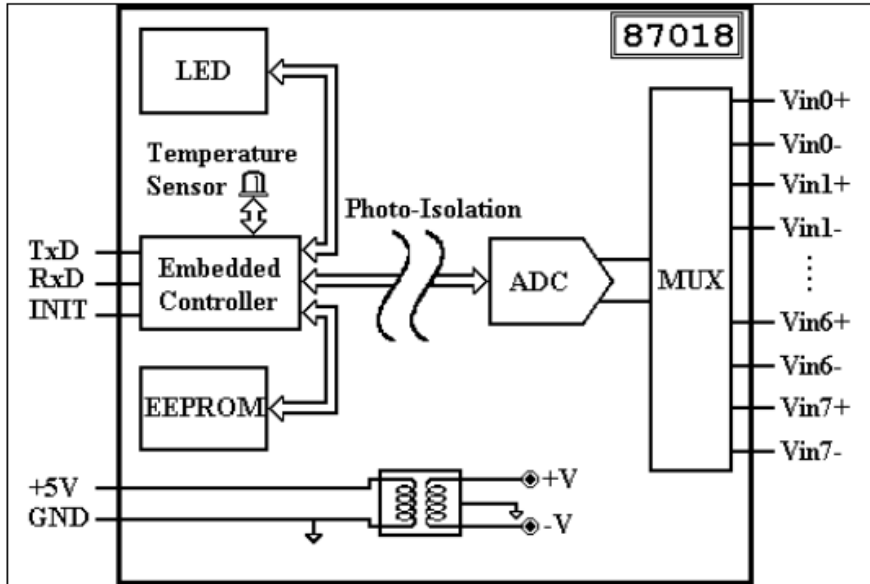 87018
LED
Temperature
Sensor
Photo-Isolation
TxD
RxD
INIT
Embedded
Controller
ADC
MUX
EEPROM
Vin0+
Vin0-
Vin1+
Vin1-
Vin6+
Vin6-
Vin7+
Vin7-
+5V
GND
+V
-V